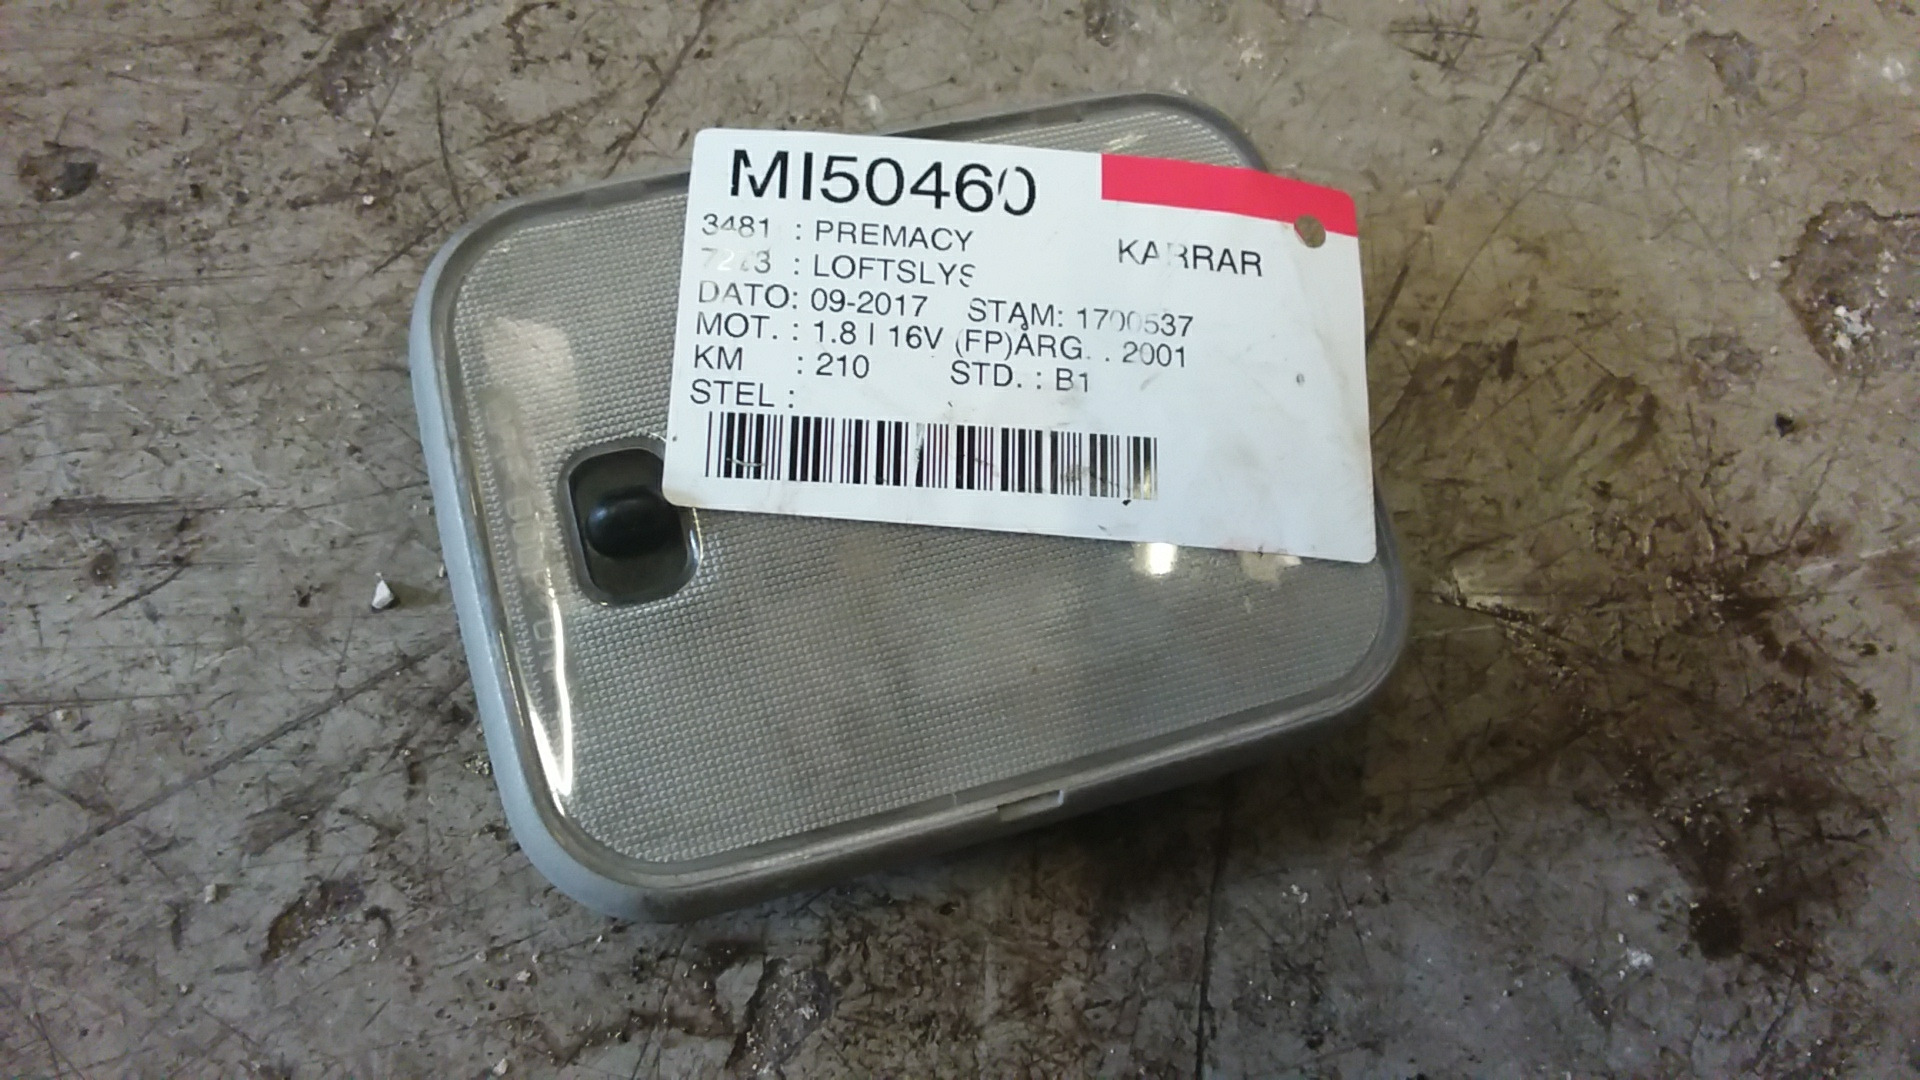 MI50460
3481 : PREMACY KARRAR
: LOFTSLYS
DATO: 09-2017 STAM: 1700537
MOT. : 1.8 I 16V (FP) ÅRG. . 2001
KM : 210 STD. : B1
STEL :